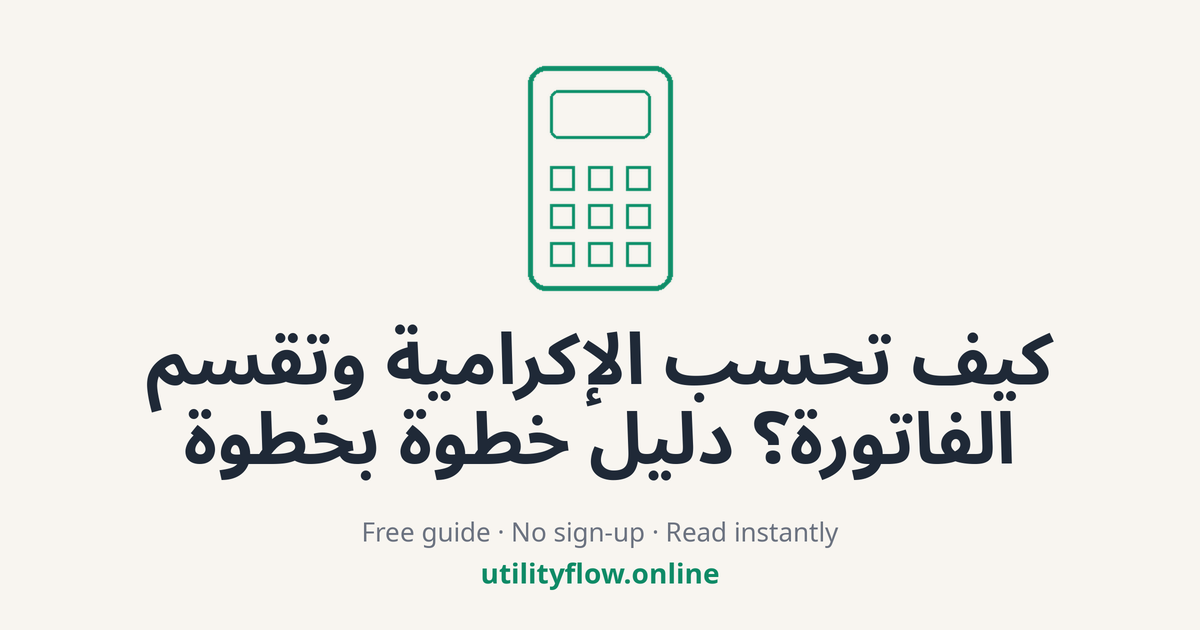 كيف تحسب الإكرامية وتقسم
الفاتورة؟ دليل خطوة بخطوة
Free guide · No sign-up · Read instantly
utilityflow.online